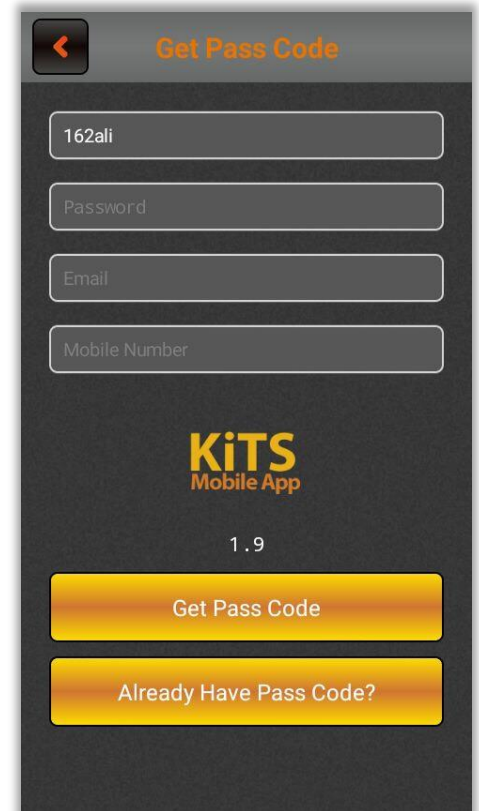 Get Pass Code
162ali
Password
Email
Mobile Number
KiTS
Mobile App
1.9
Get Pass Code
Already Have Pass Code?